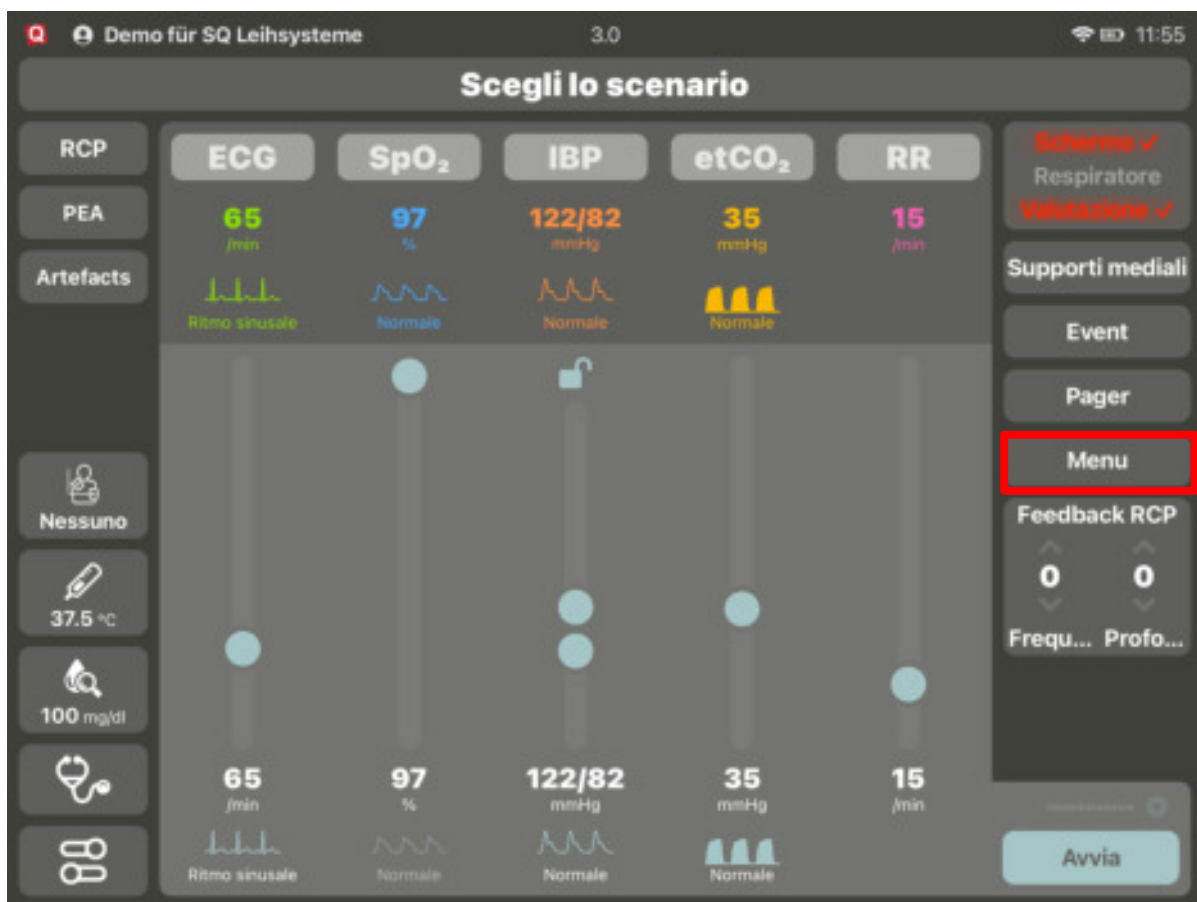 Q Demo für SQ Leihsysteme 3.0 11:55
Scegli lo scenario
RCP
PEA
Artefacts
Nessuno
37.5 °C
100 mg/dl
ECG SpO₂ IBP etCO₂ RR
65 97 122/82 35 15
/min % mmHg mmHg /min
Ritmo sinusale Normale Normale Normale
65 97 122/82 35 15
/min % mmHg mmHg /min
Ritmo sinusale Normale Normale Normale
Schermo ✓
Respiratore
Valutazione ✓
Supporti mediali
Event
Pager
Menu
Feedback RCP
0 0
Frequ... Profo...
Avvia